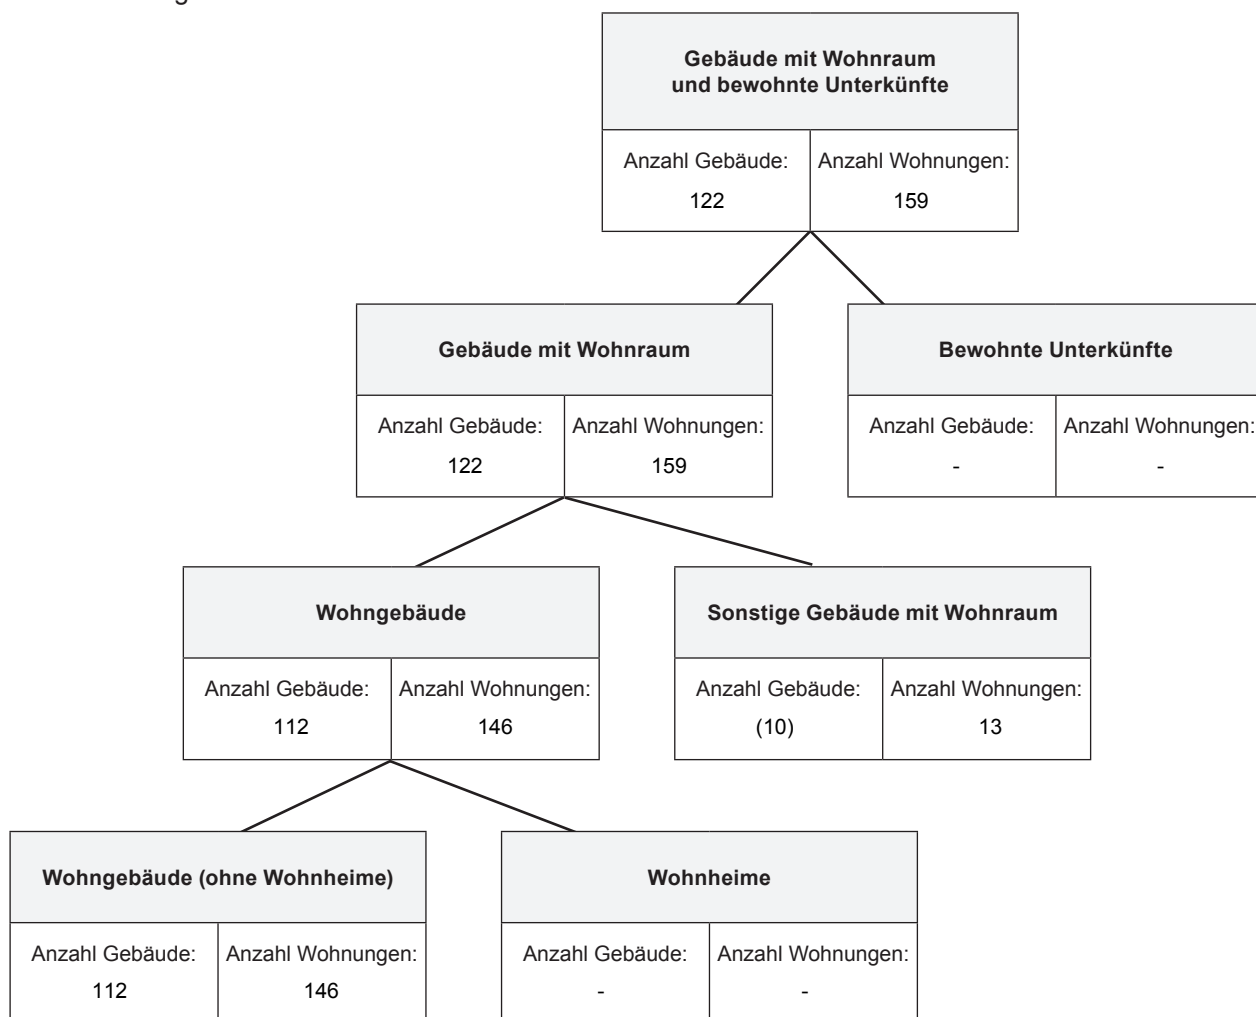 Gebäude mit Wohnraum
und bewohnte Unterkünfte
Anzahl Gebäude: Anzahl Wohnungen:
122 159
Gebäude mit Wohnraum
Bewohnte Unterkünfte
Anzahl Gebäude: Anzahl Wohnungen:
122 159
Anzahl Gebäude: Anzahl Wohnungen:
- -
Wohngebäude
Sonstige Gebäude mit Wohnraum
Anzahl Gebäude: Anzahl Wohnungen:
112 146
Anzahl Gebäude: Anzahl Wohnungen:
(10) 13
Wohngebäude (ohne Wohnheime)
Wohnheime
Anzahl Gebäude: Anzahl Wohnungen:
112 146
Anzahl Gebäude: Anzahl Wohnungen:
- -